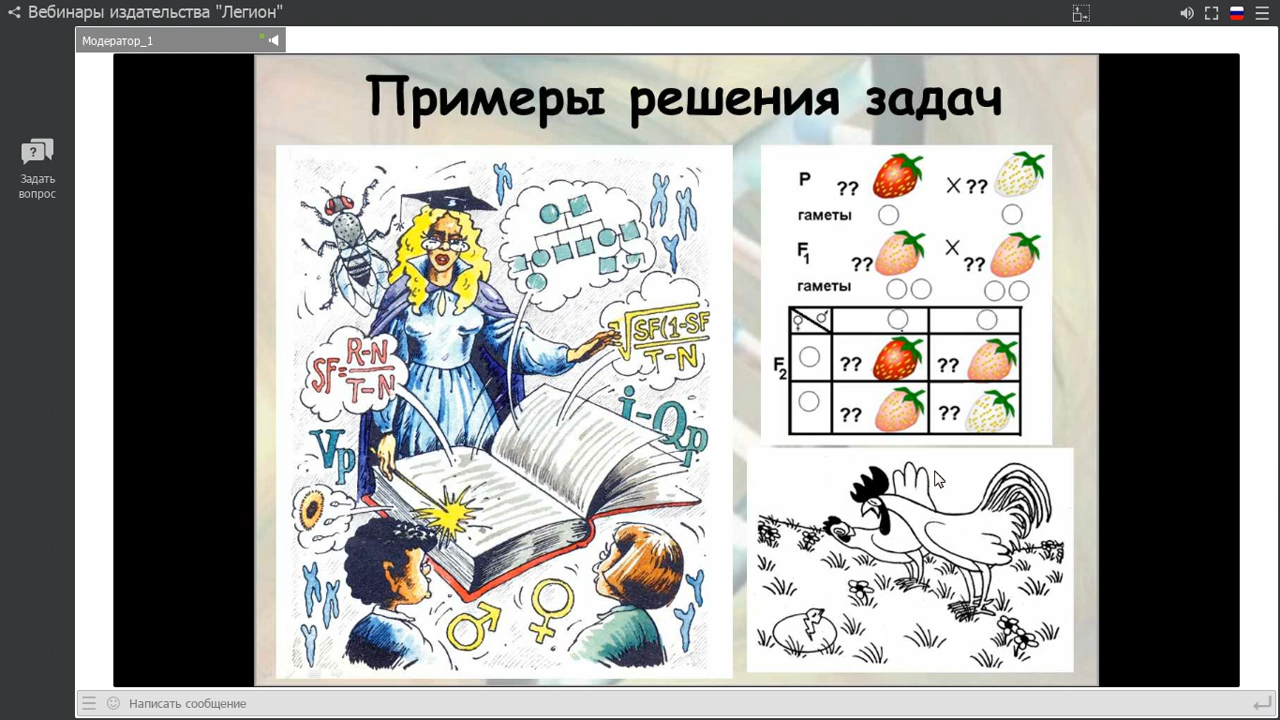 Вебинары издательства "Легион"
Модератор_1
Задать
вопрос
Примеры решения задач
SF=R-N/T-N
√SF(1-SF/T-N
Vp
i-Qp
P ?? X ??
гаметы
F1 ?? X ??
гаметы
♀ ♂
F2 ?? ??
?? ??
♂ ♀
Написать сообщение